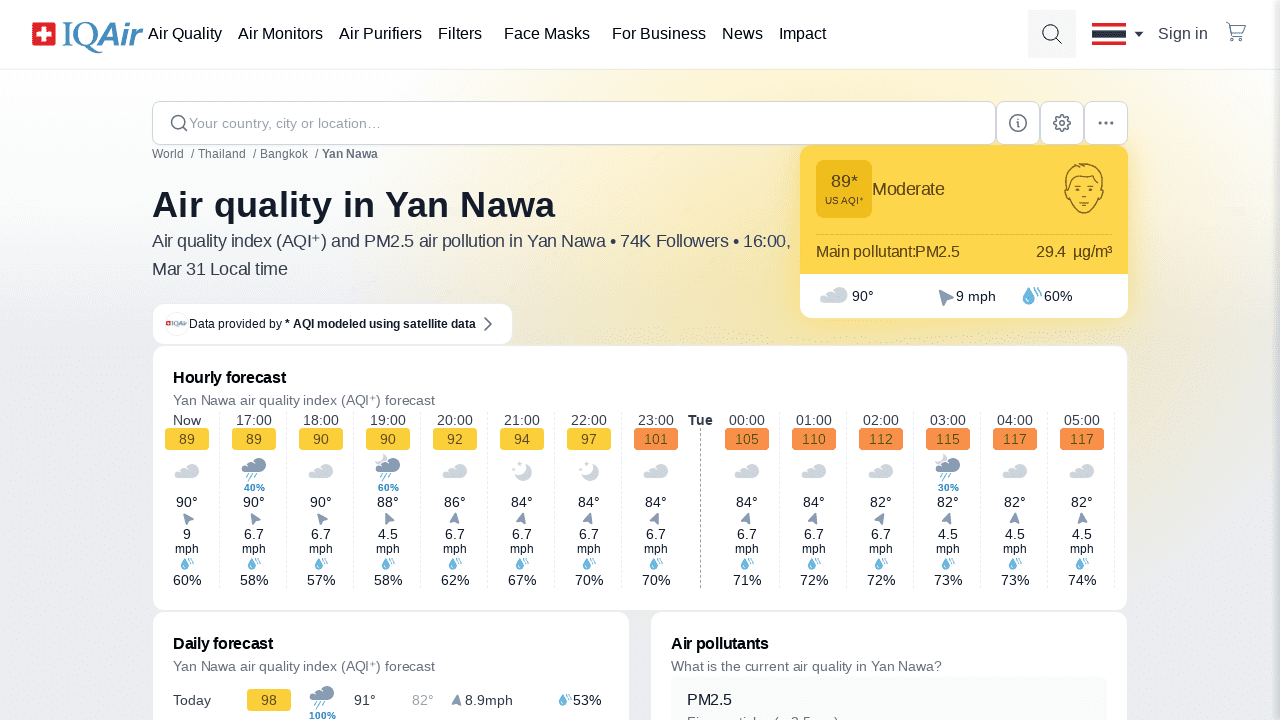 IQAir Air Quality Air Monitors Air Purifiers Filters Face Masks For Business News Impact Sign in
Your country, city or location…
World / Thailand / Bangkok / Yan Nawa
Air quality in Yan Nawa
Air quality index (AQI⁺) and PM2.5 air pollution in Yan Nawa • 74K Followers • 16:00,
Mar 31 Local time
89*
US AQI⁺
Moderate
Main pollutant:PM2.5 29.4 µg/m³
90° 9 mph 60%
Data provided by * AQI modeled using satellite data
Hourly forecast
Yan Nawa air quality index (AQI⁺) forecast
Now 17:00 18:00 19:00 20:00 21:00 22:00 23:00 Tue 00:00 01:00 02:00 03:00 04:00 05:00
89 89 90 90 92 94 97 101 105 110 112 115 117 117
40% 60% 30%
90° 90° 90° 88° 86° 84° 84° 84° 84° 84° 82° 82° 82° 82°
9 6.7 6.7 4.5 6.7 6.7 6.7 6.7 6.7 6.7 6.7 4.5 4.5 4.5
mph mph mph mph mph mph mph mph mph mph mph mph mph mph
60% 58% 57% 58% 62% 67% 70% 70% 71% 72% 72% 73% 73% 74%
Daily forecast
Yan Nawa air quality index (AQI⁺) forecast
Today 98 91° 82° 8.9mph 53%
100%
Air pollutants
What is the current air quality in Yan Nawa?
PM2.5